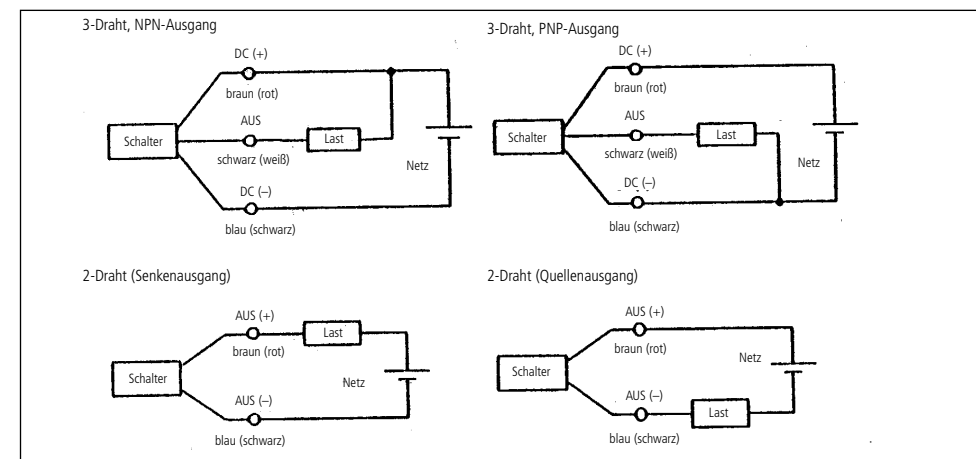 3-Draht, NPN-Ausgang
DC (+)
braun (rot)
AUS
Schalter
Last
schwarz (weiß)
Netz
DC (–)
blau (schwarz)
3-Draht, PNP-Ausgang
DC (+)
braun (rot)
AUS
Schalter
Last
schwarz (weiß)
Netz
DC (–)
blau (schwarz)
2-Draht (Senkenausgang)
AUS (+)
Last
braun (rot)
Schalter
Netz
AUS (–)
blau (schwarz)
2-Draht (Quellenausgang)
AUS (+)
braun (rot)
Netz
Schalter
AUS (–)
Last
blau (schwarz)